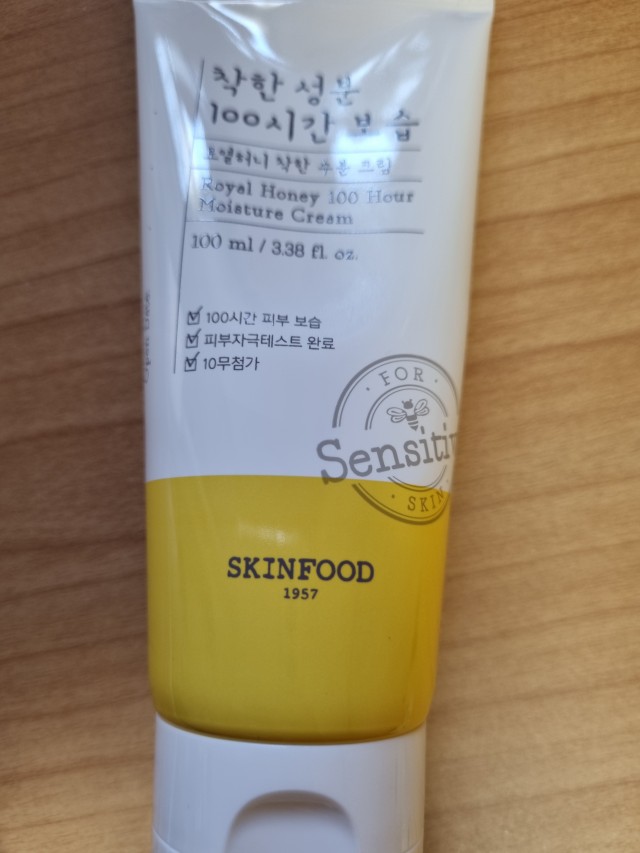 착한 성분
100시간 보습
로열허니 착한 수분 크림
Royal Honey 100 Hour
Moisture Cream
100 ml / 3.38 fl. oz.
100시간 피부 보습
피부자극테스트 완료
10무첨가
· FOR ·
· SKIN
SKINFOOD
1957